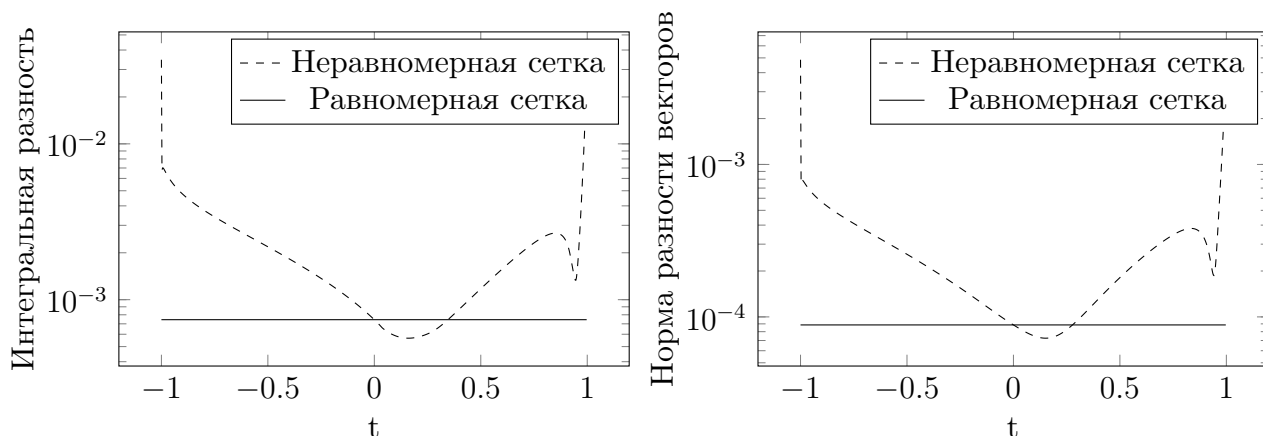 Интегральная разность
10^{-2}
10^{-3}
Неравномерная сетка
Равномерная сетка
−1
−0.5
0
0.5
1
t
Норма разности векторов
10^{-3}
10^{-4}
Неравномерная сетка
Равномерная сетка
−1
−0.5
0
0.5
1
t